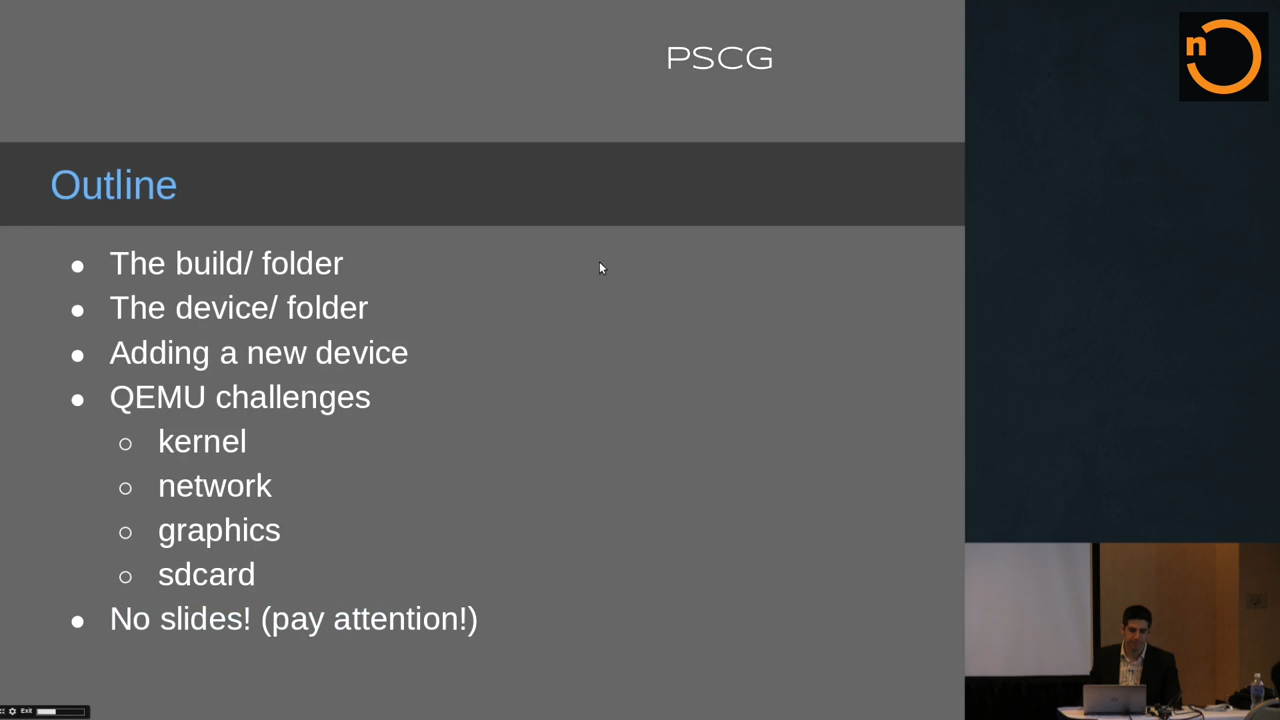 PSCG
n
Outline
● The build/ folder
● The device/ folder
● Adding a new device
● QEMU challenges
○ kernel
○ network
○ graphics
○ sdcard
● No slides! (pay attention!)
Exit